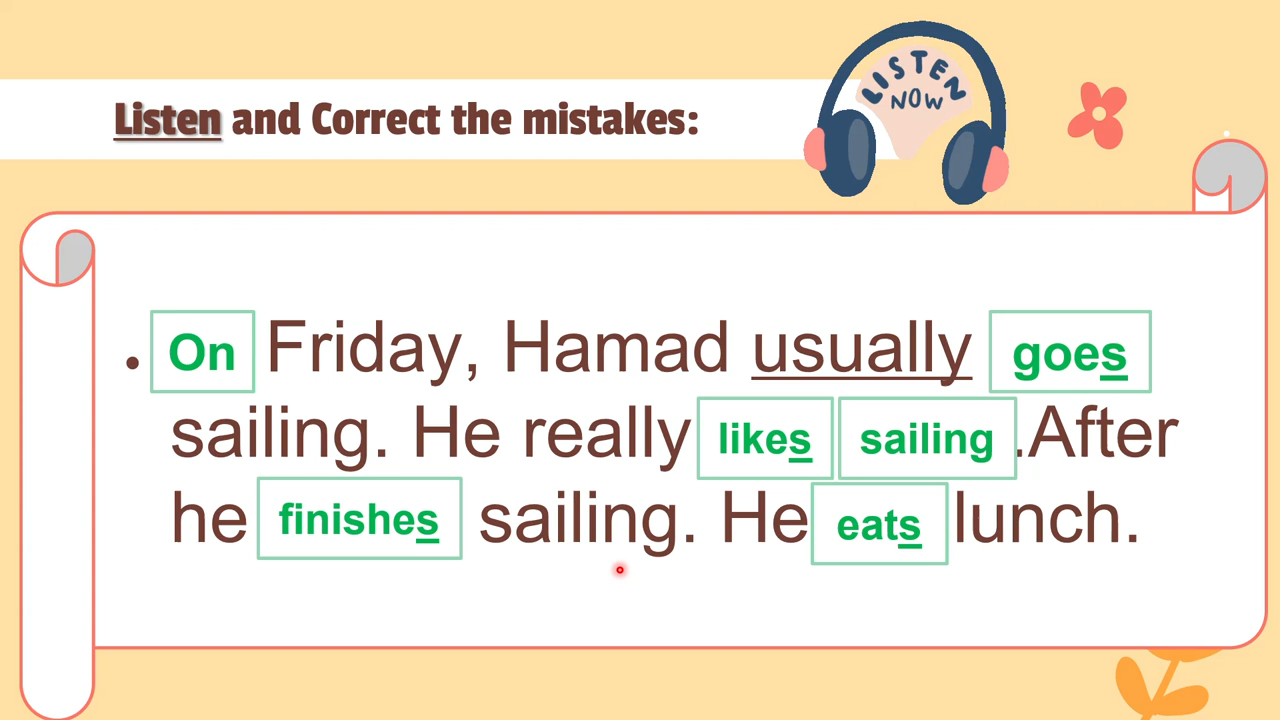 Listen and Correct the mistakes:
LISTEN
NOW
• On Friday, Hamad usually goes
sailing. He really likes sailing .After
he finishes sailing. He eats lunch.